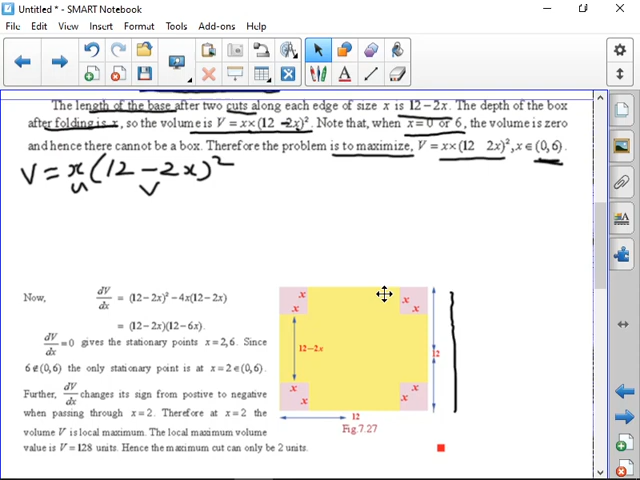 Untitled * - SMART Notebook
File Edit View Insert Format Tools Add-ons Help
The length of the base after two cuts along each edge of size x is 12−2x. The depth of the box
after folding is x, so the volume is V = x×(12−2x)². Note that, when x = 0 or 6, the volume is zero
and hence there cannot be a box. Therefore the problem is to maximize, V = x×(12 2x)², x ∈ (0, 6).
V = x(12 − 2x)²
u v
Now, dV/dx = (12−2x)² − 4x(12−2x)
= (12−2x)(12−6x).
dV/dx = 0 gives the stationary points x = 2, 6. Since
6 ∉ (0, 6) the only stationary point is at x = 2 ∈ (0, 6).
Further, dV/dx changes its sign from postive to negative
when passing through x = 2. Therefore at x = 2 the
volume V is local maximum. The local maximum volume
value is V = 128 units. Hence the maximum cut can only be 2 units.
x x
x x
12−2x
12
x x
x x
12
Fig.7.27